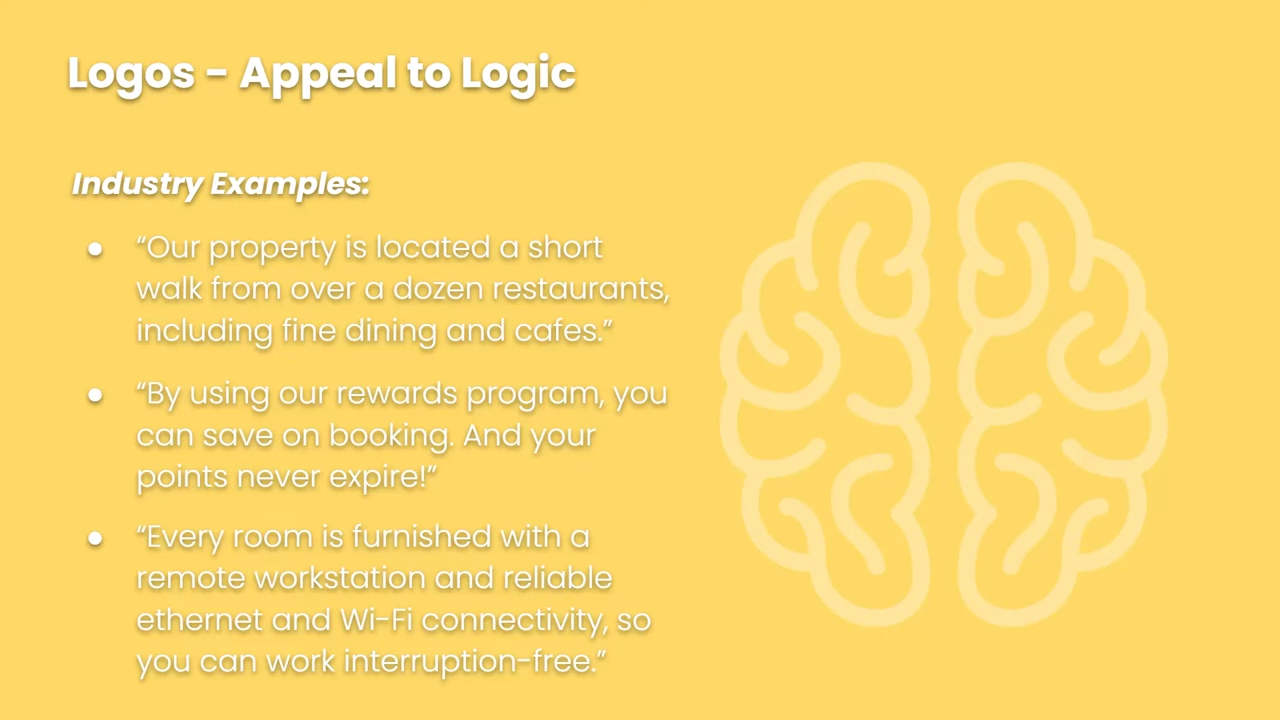 Logos - Appeal to Logic
Industry Examples:
● “Our property is located a short
walk from over a dozen restaurants,
including fine dining and cafes.”
● “By using our rewards program, you
can save on booking. And your
points never expire!”
● “Every room is furnished with a
remote workstation and reliable
ethernet and Wi-Fi connectivity, so
you can work interruption-free.”